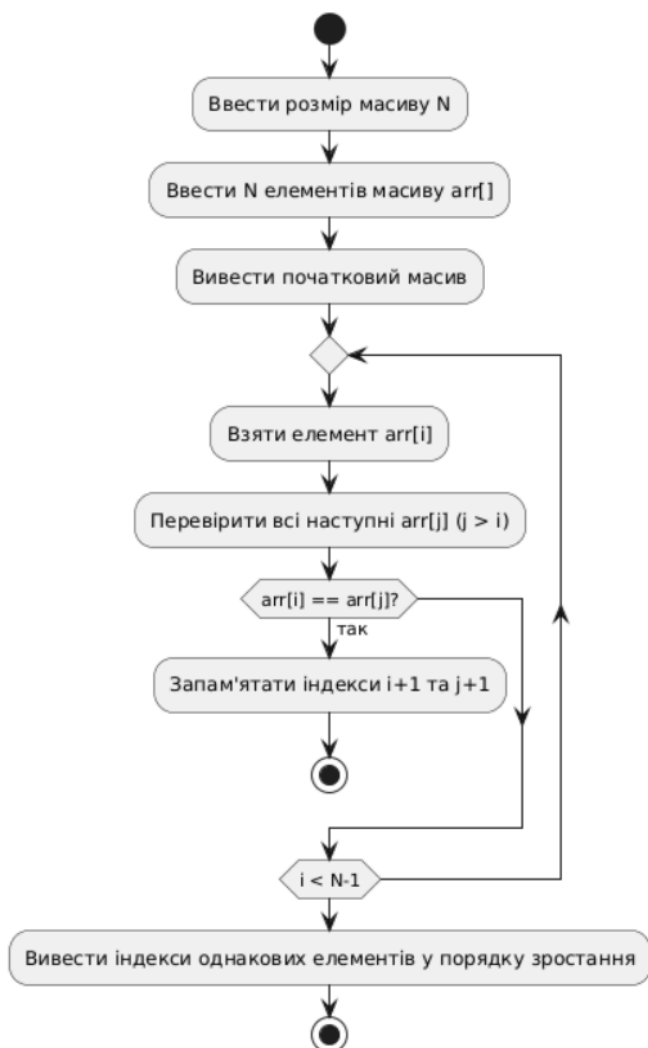 Ввести розмір масиву N
Ввести N елементів масиву arr[]
Вивести початковий масив
Взяти елемент arr[i]
Перевірити всі наступні arr[j] (j > i)
arr[i] == arr[j]?
так
Запам'ятати індекси i+1 та j+1
i < N-1
Вивести індекси однакових елементів у порядку зростання